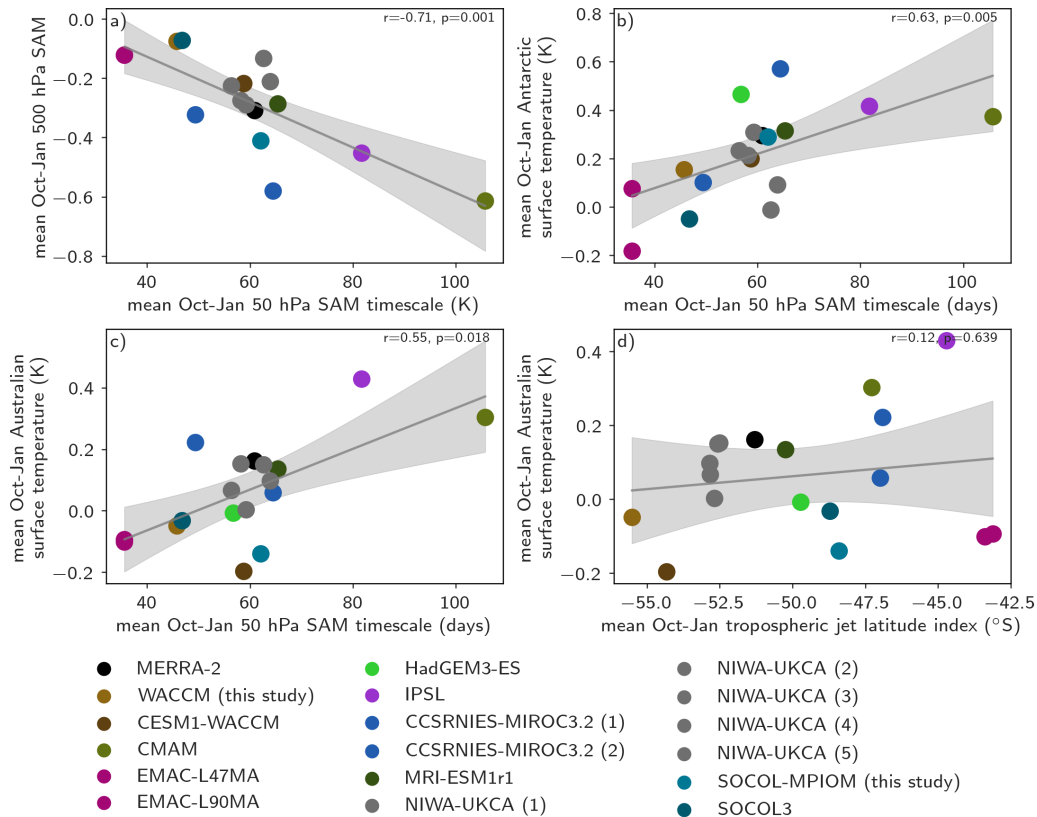 a)
r=-0.71, p=0.001
0.0
−0.2
−0.4
−0.6
−0.8
mean Oct-Jan 500 hPa SAM
40
60
80
100
mean Oct-Jan 50 hPa SAM timescale (K)
b)
r=0.63, p=0.005
0.6
0.4
0.2
0.0
−0.2
mean Oct-Jan Antarctic
surface temperature (K)
40
60
80
100
mean Oct-Jan 50 hPa SAM timescale (days)
c)
r=0.55, p=0.018
0.4
0.2
0.0
−0.2
mean Oct-Jan Australian
surface temperature (K)
40
60
80
100
mean Oct-Jan 50 hPa SAM timescale (days)
d)
r=0.12, p=0.639
0.4
0.2
0.0
−0.2
mean Oct-Jan Australian
surface temperature (K)
−55.0
−52.5
−50.0
−47.5
−45.0
−42.5
mean Oct-Jan tropospheric jet latitude index (°S)
MERRA-2
WACCM (this study)
CESM1-WACCM
CMAM
EMAC-L47MA
EMAC-L90MA
HadGEM3-ES
IPSL
CCSRNIES-MIROC3.2 (1)
CCSRNIES-MIROC3.2 (2)
MRI-ESM1r1
NIWA-UKCA (1)
NIWA-UKCA (2)
NIWA-UKCA (3)
NIWA-UKCA (4)
NIWA-UKCA (5)
SOCOL-MPIOM (this study)
SOCOL3